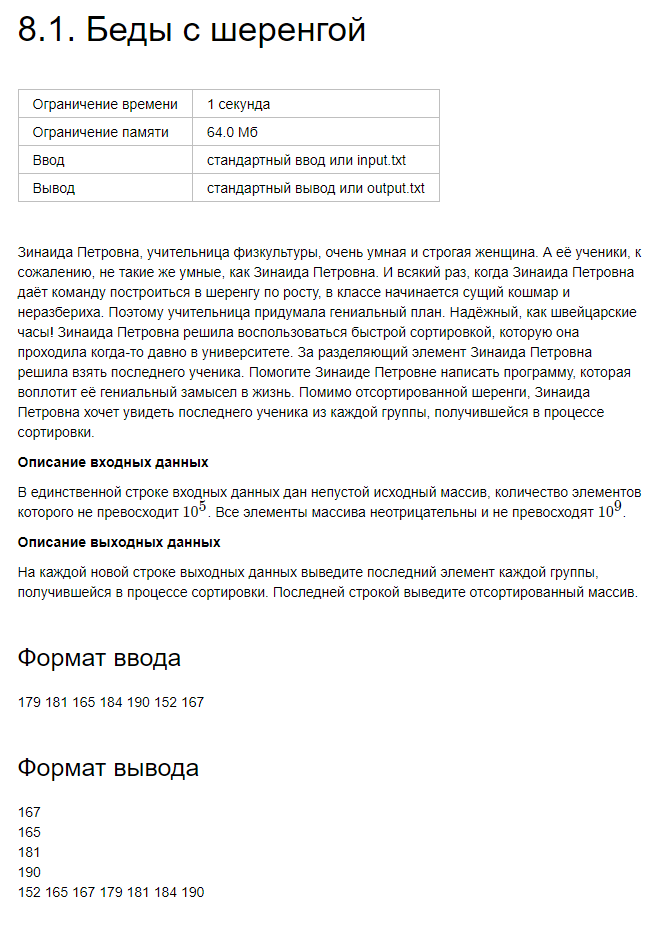 8.1. Беды с шеренгой
Ограничение времени 1 секунда
Ограничение памяти 64.0 Мб
Ввод стандартный ввод или input.txt
Вывод стандартный вывод или output.txt
Зинаида Петровна, учительница физкультуры, очень умная и строгая женщина. А её ученики, к
сожалению, не такие же умные, как Зинаида Петровна. И всякий раз, когда Зинаида Петровна
даёт команду построиться в шеренгу по росту, в классе начинается сущий кошмар и
неразбериха. Поэтому учительница придумала гениальный план. Надёжный, как швейцарские
часы! Зинаида Петровна решила воспользоваться быстрой сортировкой, которую она
проходила когда-то давно в университете. За разделяющий элемент Зинаида Петровна
решила взять последнего ученика. Помогите Зинаиде Петровне написать программу, которая
воплотит её гениальный замысел в жизнь. Помимо отсортированной шеренги, Зинаида
Петровна хочет увидеть последнего ученика из каждой группы, получившейся в процессе
сортировки.
Описание входных данных
В единственной строке входных данных дан непустой исходный массив, количество элементов
которого не превосходит 10^5. Все элементы массива неотрицательны и не превосходят 10^9.
Описание выходных данных
На каждой новой строке выходных данных выведите последний элемент каждой группы,
получившейся в процессе сортировки. Последней строкой выведите отсортированный массив.
Формат ввода
179 181 165 184 190 152 167
Формат вывода
167
165
181
190
152 165 167 179 181 184 190